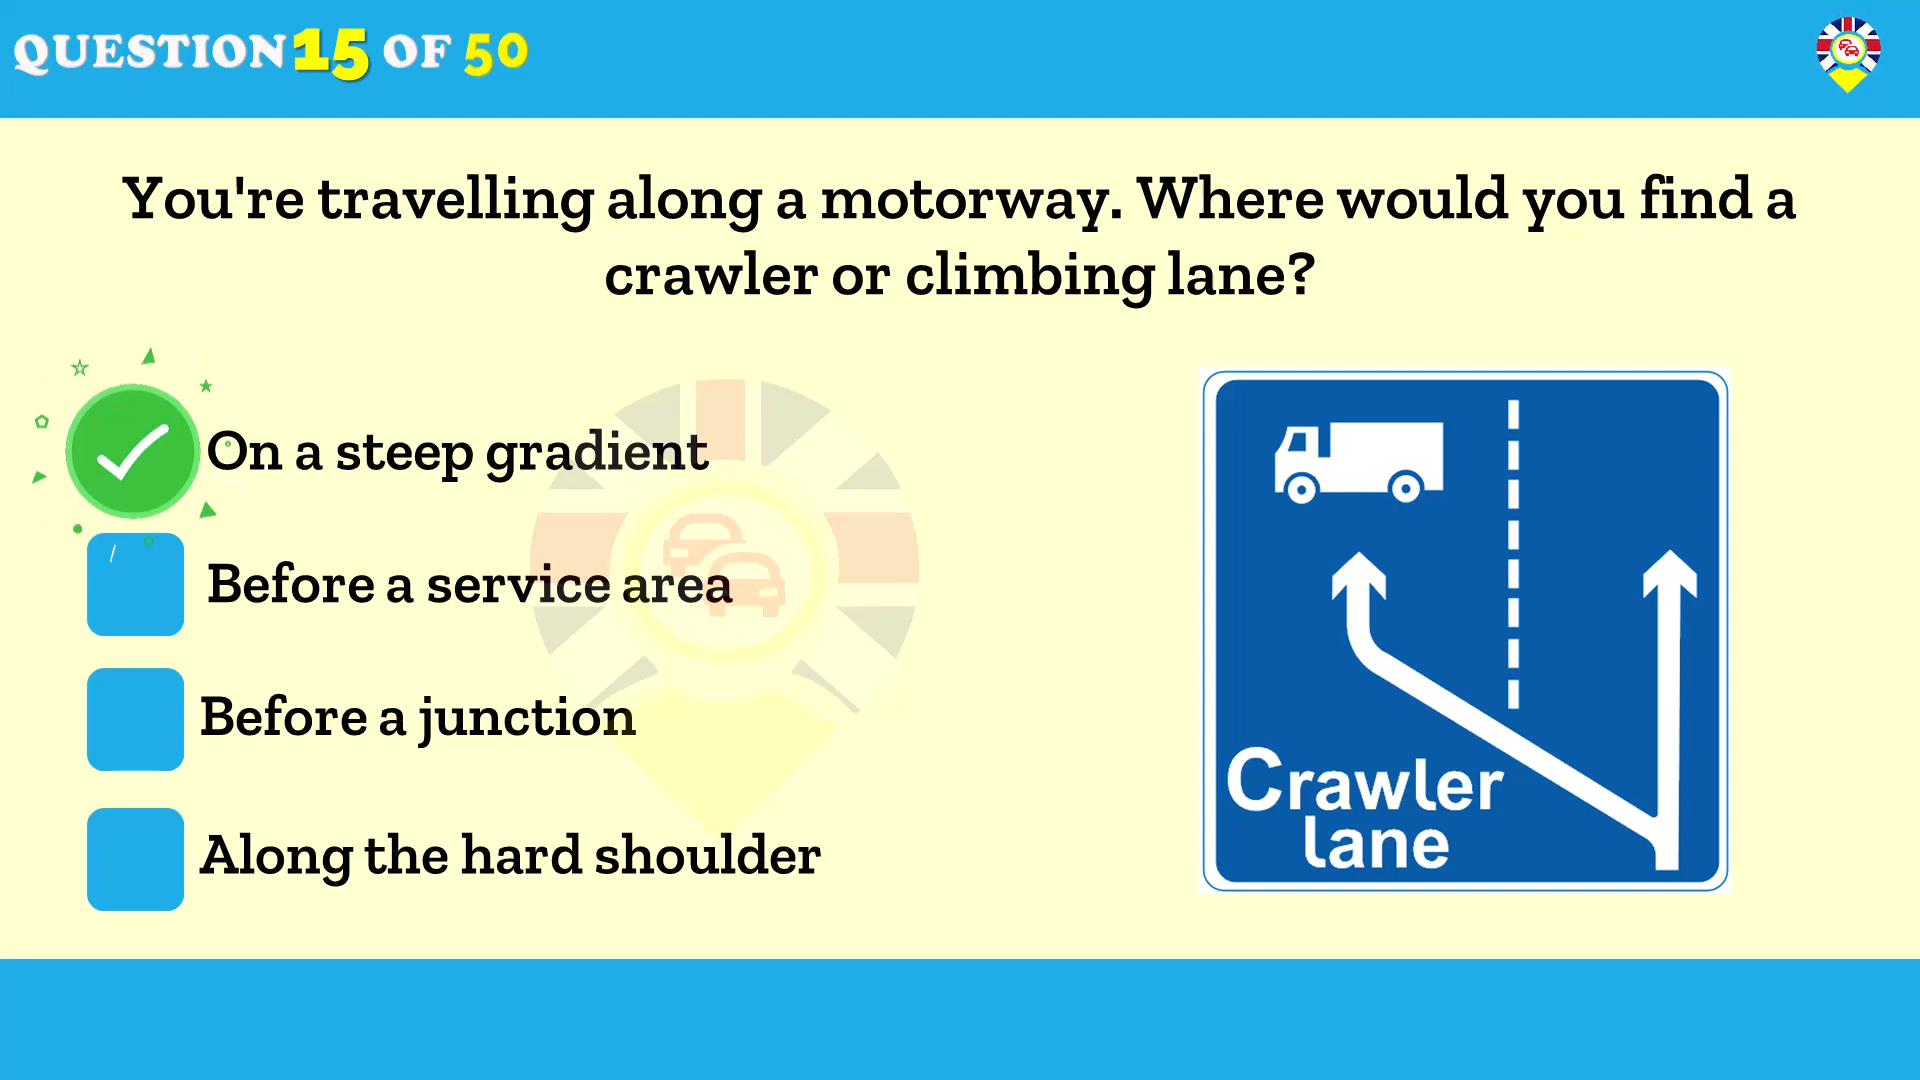 QUESTION 15 OF 50
You're travelling along a motorway. Where would you find a
crawler or climbing lane?
On a steep gradient
Before a service area
Before a junction
Along the hard shoulder
Crawler
lane